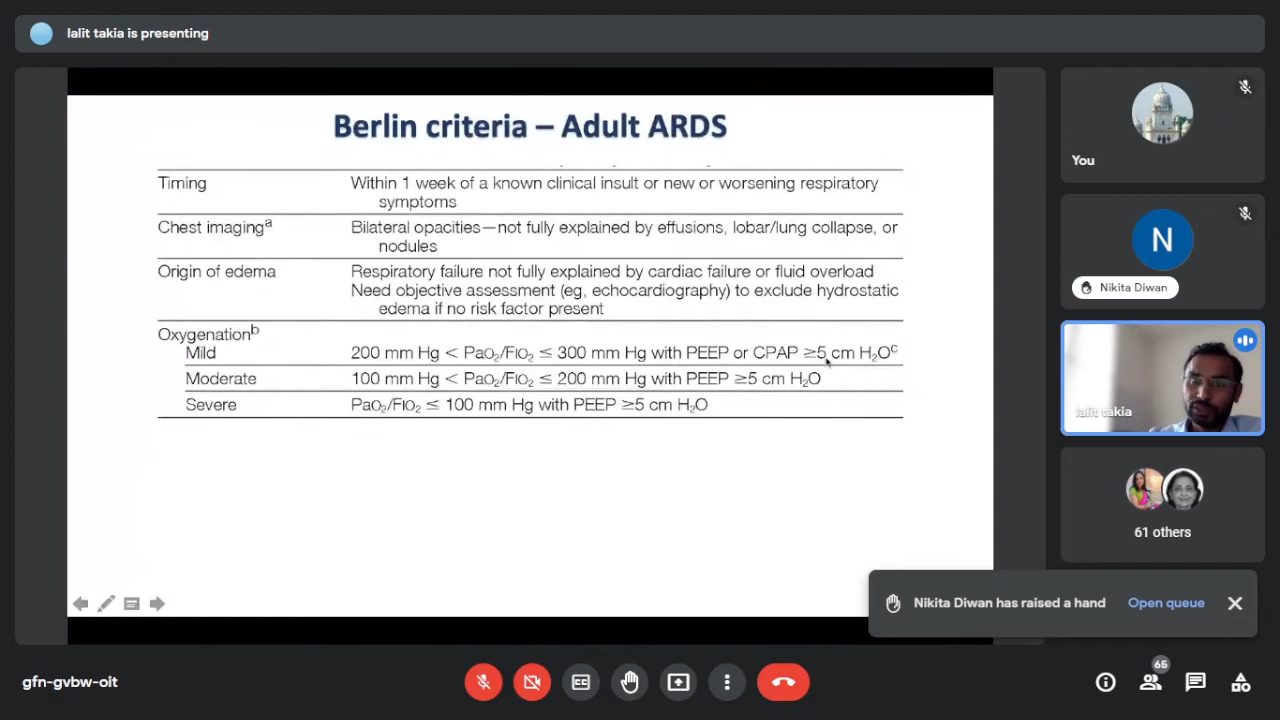 lalit takia is presenting
Berlin criteria – Adult ARDS
Timing Within 1 week of a known clinical insult or new or worsening respiratory
symptoms
Chest imagingᵃ Bilateral opacities—not fully explained by effusions, lobar/lung collapse, or
nodules
Origin of edema Respiratory failure not fully explained by cardiac failure or fluid overload
Need objective assessment (eg, echocardiography) to exclude hydrostatic
edema if no risk factor present
Oxygenationᵇ
Mild 200 mm Hg < PaO₂/FIO₂ ≤ 300 mm Hg with PEEP or CPAP ≥5 cm H₂Oᶜ
Moderate 100 mm Hg < PaO₂/FIO₂ ≤ 200 mm Hg with PEEP ≥5 cm H₂O
Severe PaO₂/FIO₂ ≤ 100 mm Hg with PEEP ≥5 cm H₂O
You
N
Nikita Diwan
lalit takia
61 others
Nikita Diwan has raised a hand Open queue
gfn-gvbw-oit
65